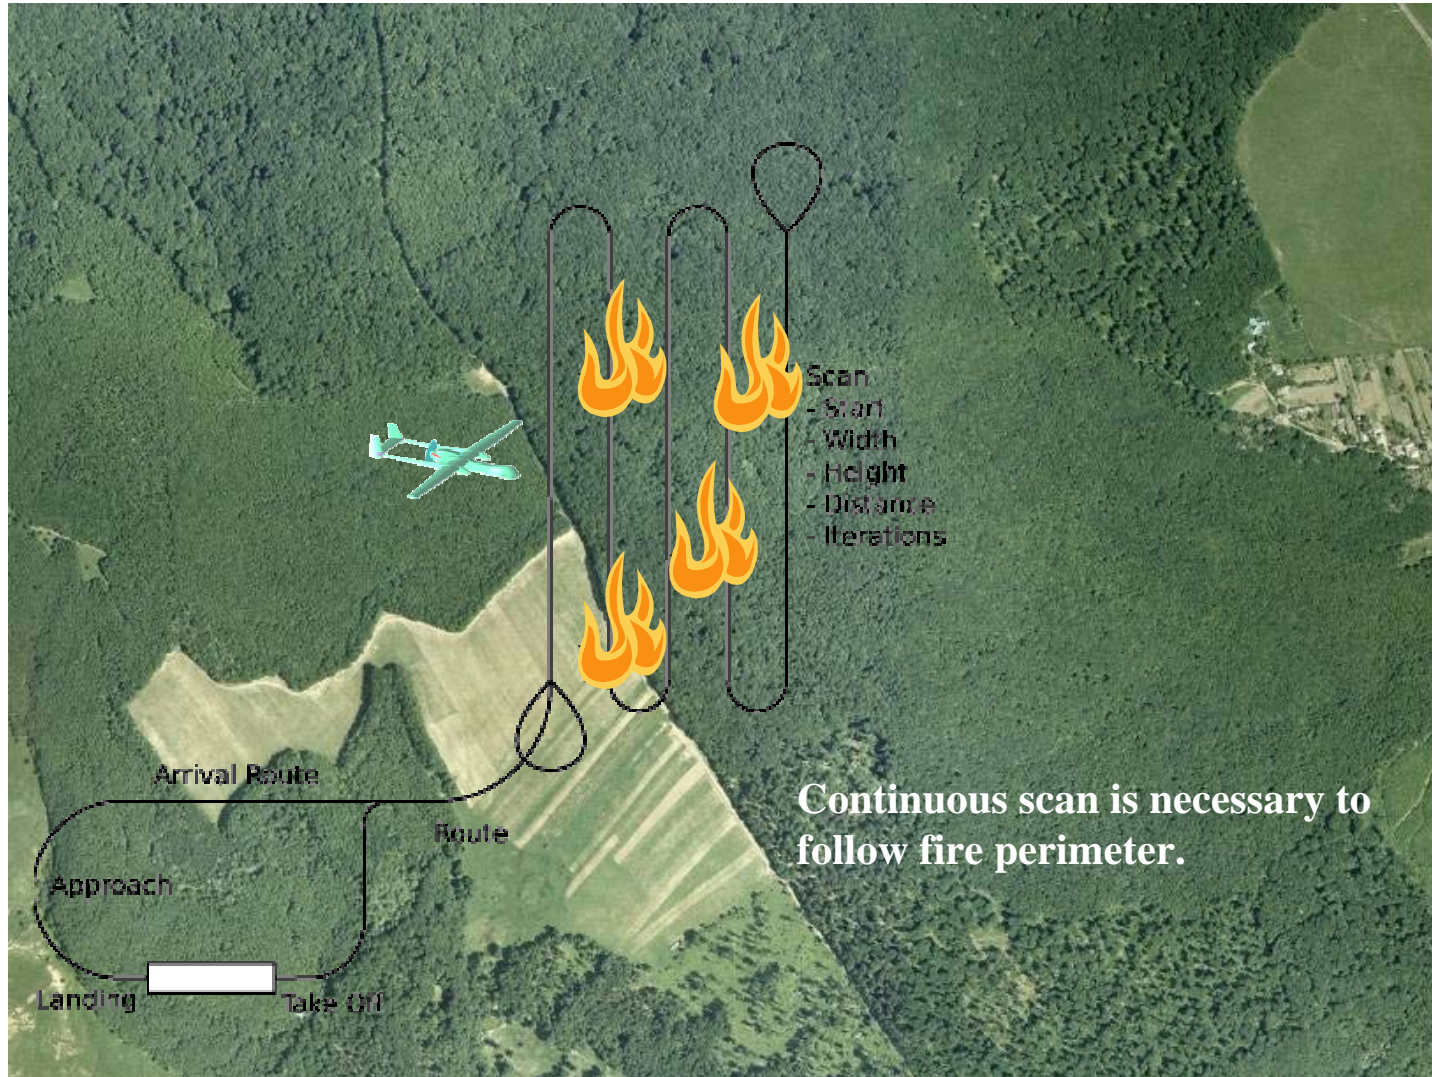 Scan
- Start
- Width
- Height
- Distance
- Iterations
Arrival Route
Route
Continuous scan is necessary to
follow fire perimeter.
Approach
Landing
Take Off